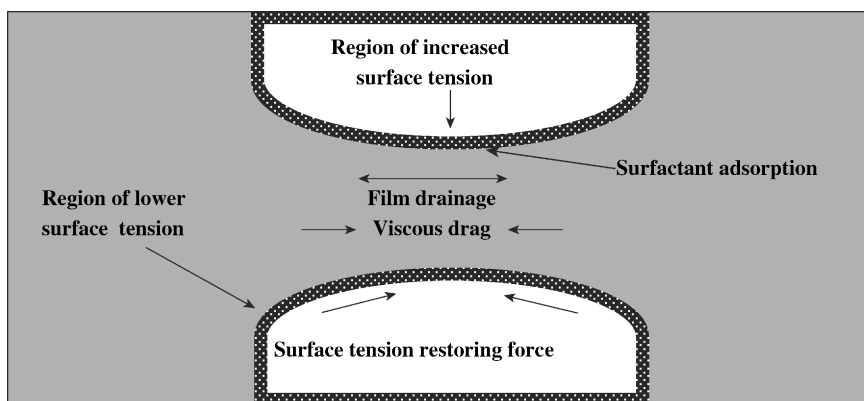 Region of increased
surface tension
Surfactant adsorption
Film drainage
Viscous drag
Region of lower
surface tension
Surface tension restoring force